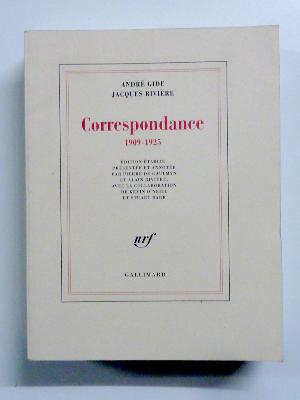 ANDRÉ GIDE
JACQUES RIVIÈRE
Correspondance
1909-1925
ÉDITION ÉTABLIE,
PRÉSENTÉE ET ANNOTÉE
PAR PIERRE DE GAULMYN
ET ALAIN RIVIÈRE,
AVEC LA COLLABORATION
DE KEVIN O'NEILL
ET STUART BARR
nrf
GALLIMARD